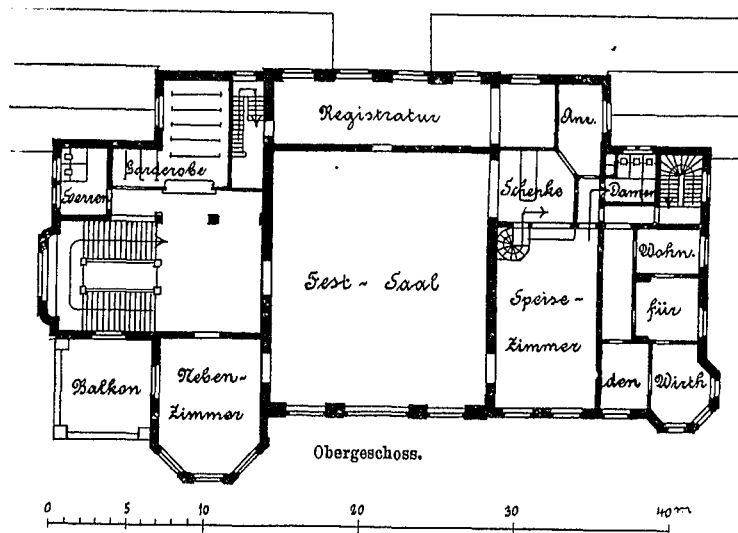 Registratur
Anr.
Garderobe
Herren
Schenke
Damen
Wohn.
Fest - Saal
Speise-
Zimmer
für
Balkon
Neben-
Zimmer
den Wirth
Obergeschoss.
0 5 10 20 30 40 m